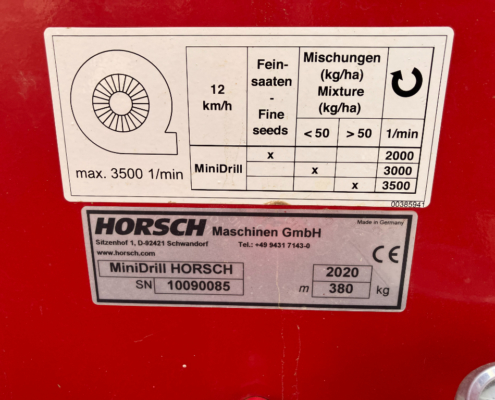 12
km/h
Fein-
saaten
-
Fine
seeds
Mischungen
(kg/ha)
Mixture
(kg/ha)
< 50 > 50 1/min
x 2000
MiniDrill x 3000
x 3500
max. 3500 1/min
00385941
HORSCH Maschinen GmbH
Made in Germany
Sitzenhof 1, D-92421 Schwandorf Tel.: +49 9431 7143-0
www.horsch.com
CE
MiniDrill HORSCH 2020
SN 10090085 m 380 kg